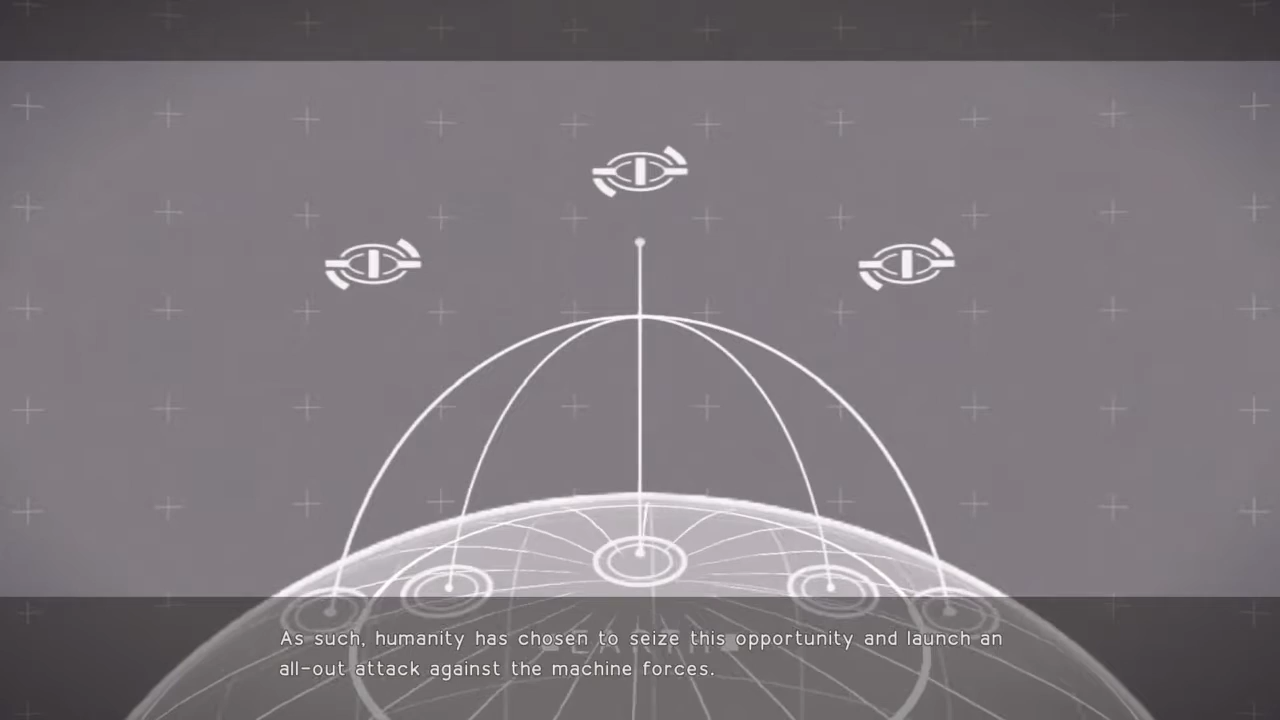 EARTH
As such, humanity has chosen to seize this opportunity and launch an
all-out attack against the machine forces.